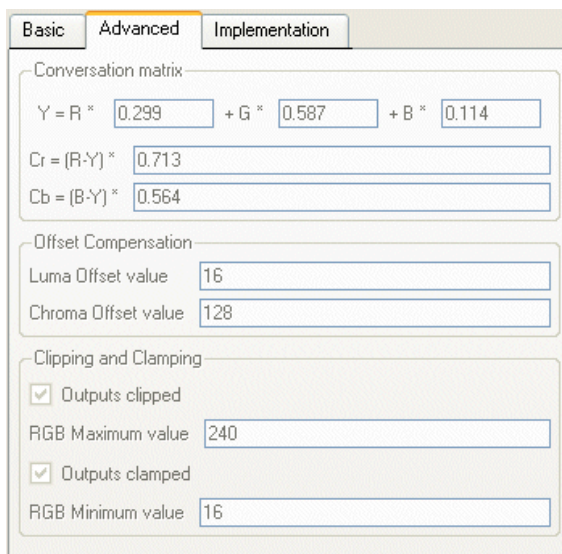 Basic Advanced Implementation
Conversation matrix
Y = R * 0.299 + G * 0.587 + B * 0.114
Cr = (R-Y) * 0.713
Cb = (B-Y) * 0.564
Offset Compensation
Luma Offset value 16
Chroma Offset value 128
Clipping and Clamping
Outputs clipped
RGB Maximum value 240
Outputs clamped
RGB Minimum value 16